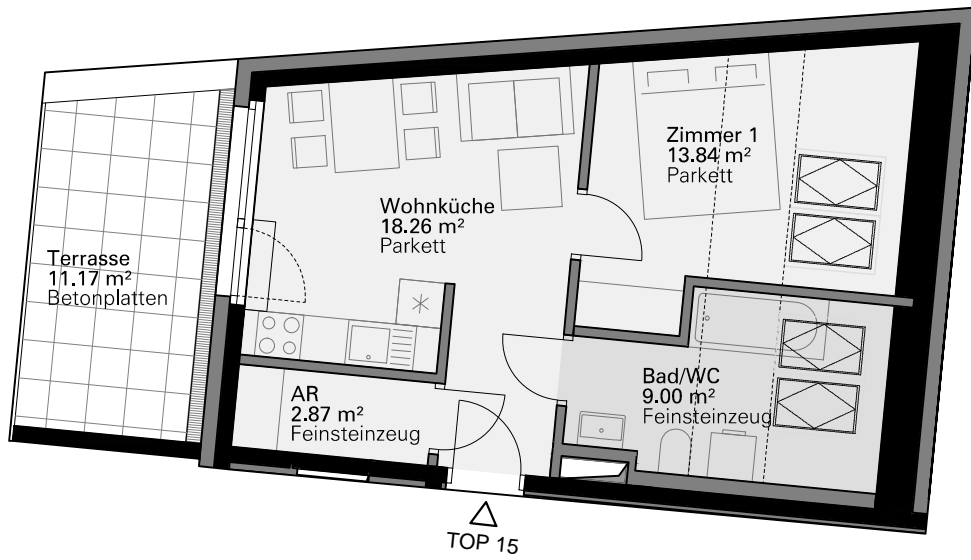 Zimmer 1
13.84 m²
Parkett
Wohnküche
18.26 m²
Parkett
Terrasse
11.17 m²
Betonplatten
AR
2.87 m²
Feinsteinzeug
Bad/WC
9.00 m²
Feinsteinzeug
TOP 15